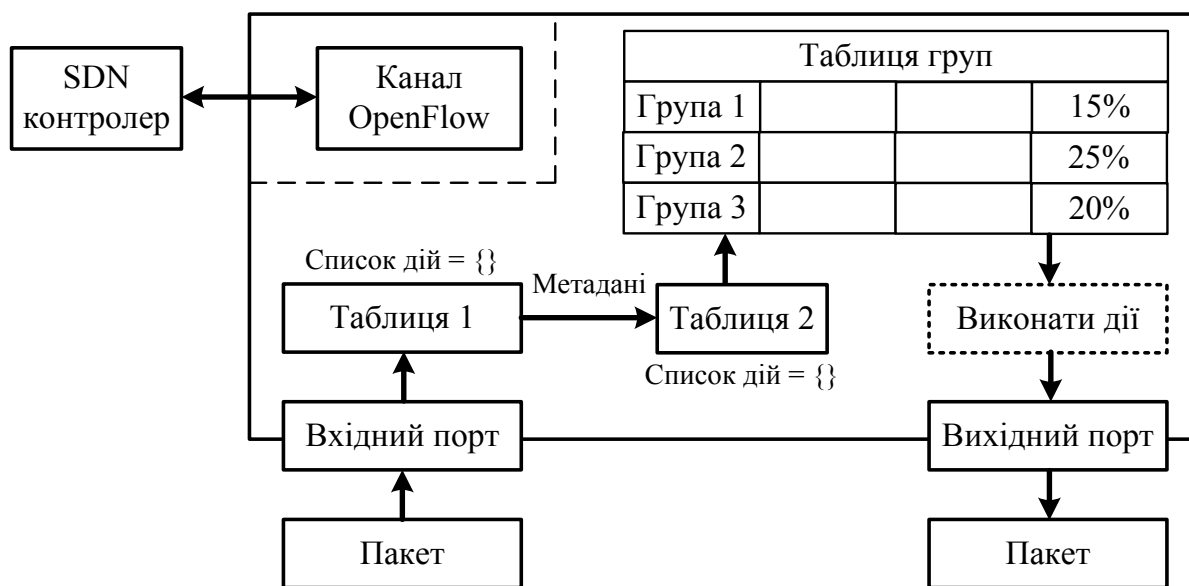 SDN
контролер
Канал
OpenFlow
Таблиця груп
Група 1 15%
Група 2 25%
Група 3 20%
Список дій = {}
Метадані
Таблиця 1
Таблиця 2
Виконати дії
Список дій = {}
Вхідний порт
Вихідний порт
Пакет
Пакет